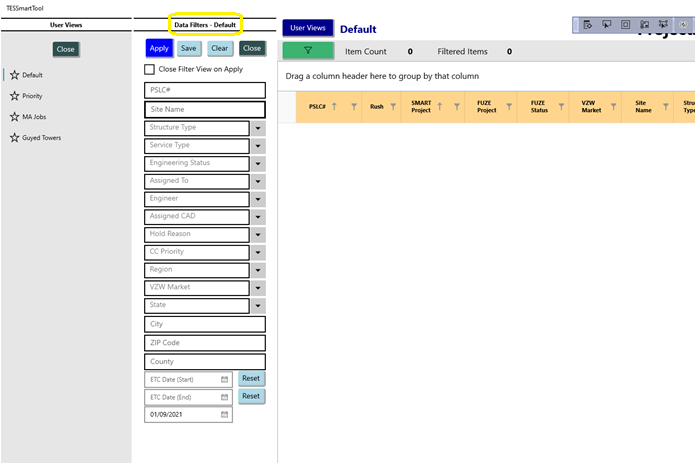 TESSmartTool
User Views
Data Filters - Default
User Views
Default
Close
Apply
Save
Clear
Close
Item Count 0 Filtered Items 0
Close Filter View on Apply
Drag a column header here to group by that column
Default
Priority
MA Jobs
Guyed Towers
PSLC#
Site Name
Structure Type
Service Type
Engineering Status
Assigned To
Engineer
Assigned CAD
Hold Reason
CC Priority
Region
VZW Market
State
City
ZIP Code
County
ETC Date (Start)
Reset
ETC Date (End)
Reset
01/09/2021
PSLC#
Rush
SMART
Project
FUZE
Project
FUZE
Status
VZW
Market
Site
Name
Struc
Type